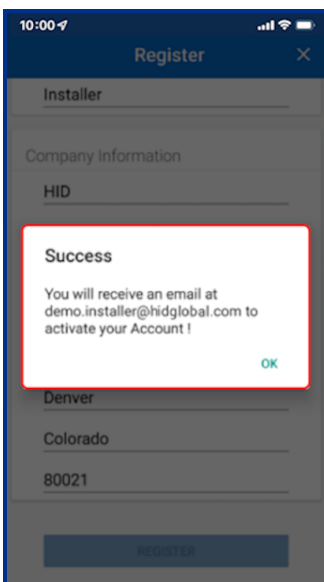 10:00
Register
Installer
Company Information
HID
Success
You will receive an email at
demo.installer@hidglobal.com to
activate your Account !
OK
Denver
Colorado
80021
REGISTER